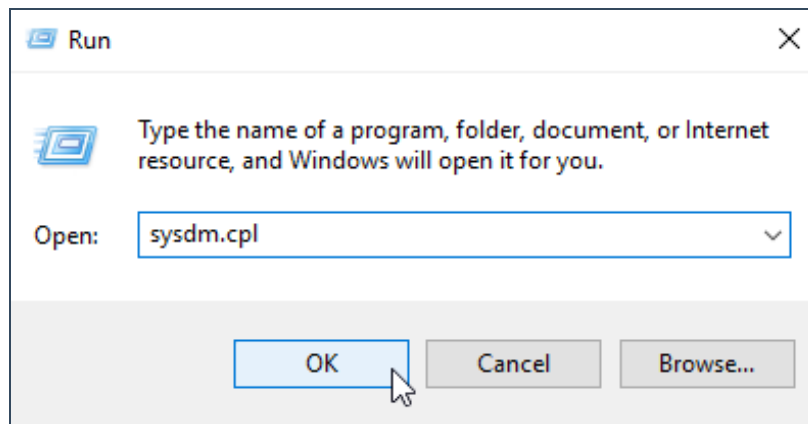 Run
Type the name of a program, folder, document, or Internet
resource, and Windows will open it for you.
Open: sysdm.cpl
OK Cancel Browse...